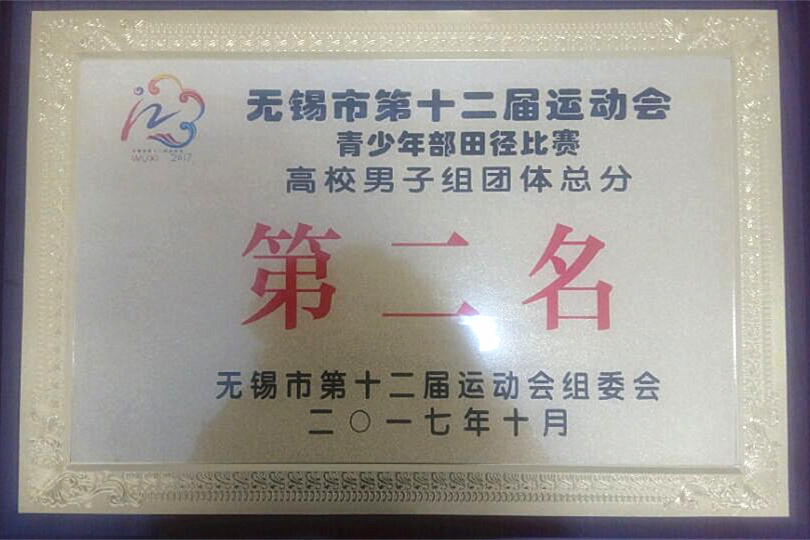 无锡市第十二届运动会
青少年部田径比赛
高校男子组团体总分
第二名
无锡市第十二届运动会组委会
二〇一七年十月
WUXI 2017